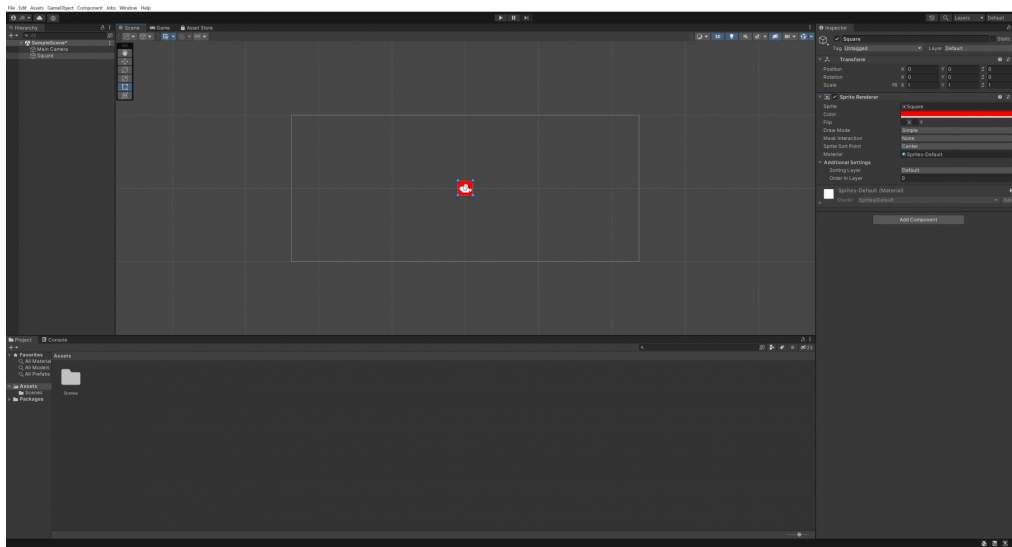 File Edit Assets GameObject Component Jobs Window Help
Layers Default
Hierarchy
All
SampleScene*
Main Camera
Square
Scene Game Asset Store
Inspector
Square Static
Tag Untagged Layer Default
Transform
Position X 0 Y 0 Z 0
Rotation X 0 Y 0 Z 0
Scale X 1 Y 1 Z 1
Sprite Renderer
Sprite Square
Color
Flip X Y
Draw Mode Simple
Mask Interaction None
Sprite Sort Point Center
Material Sprites-Default
Additional Settings
Sorting Layer Default
Order in Layer 0
Sprites-Default (Material)
Shader Sprites/Default
Add Component
Project Console
Favorites
All Material
All Models
All Prefabs
Assets
Scenes
Packages
Assets
Scenes